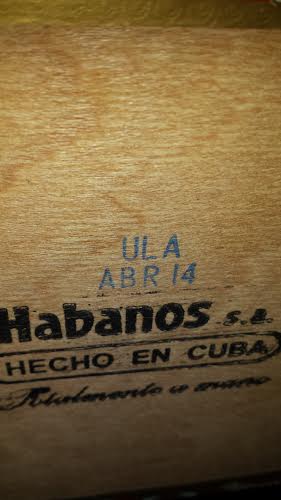 ULA
ABR 14
Habanos s.a.
HECHO EN CUBA
Totalmente a mano